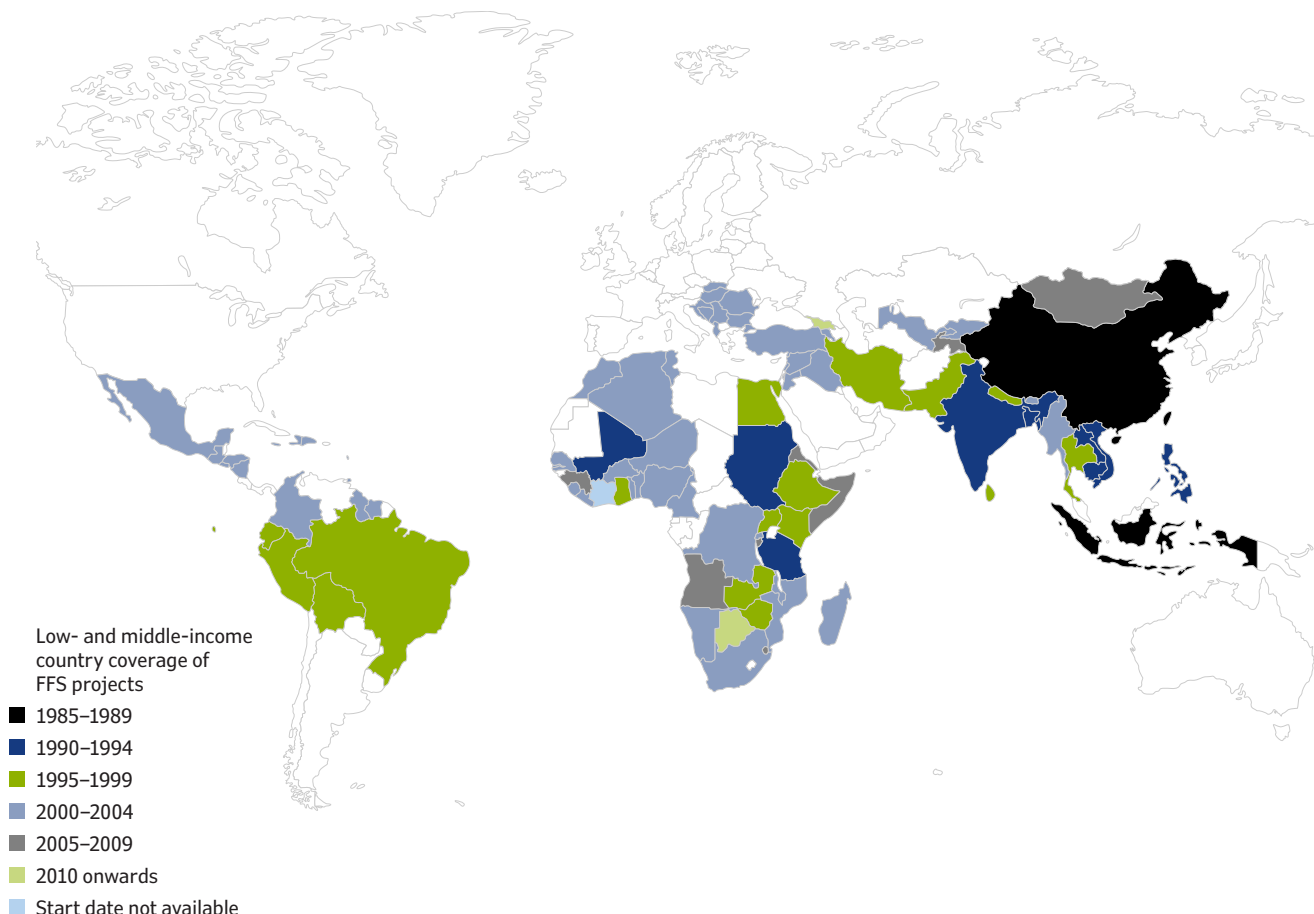 Low- and middle-income
country coverage of
FFS projects
1985–1989
1990–1994
1995–1999
2000–2004
2005–2009
2010 onwards
Start date not available